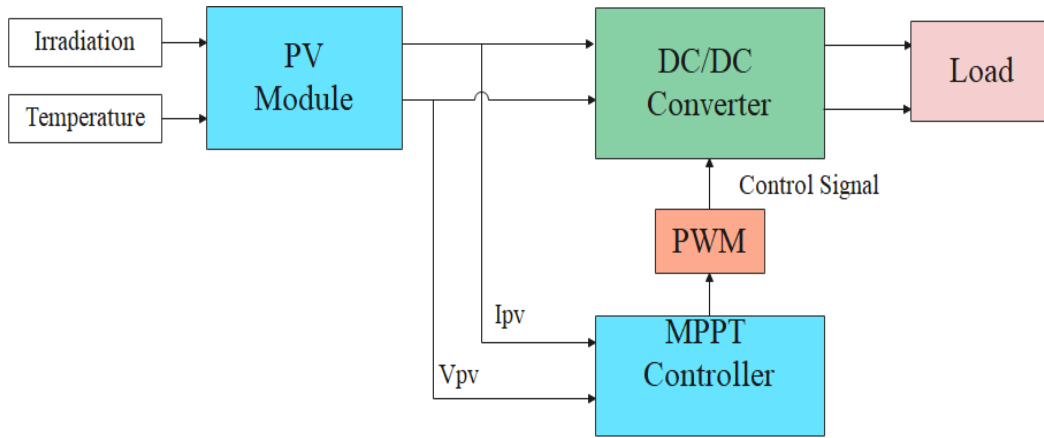 Irradiation
Temperature
PV
Module
DC/DC
Converter
Load
Control Signal
PWM
Ipv
Vpv
MPPT
Controller